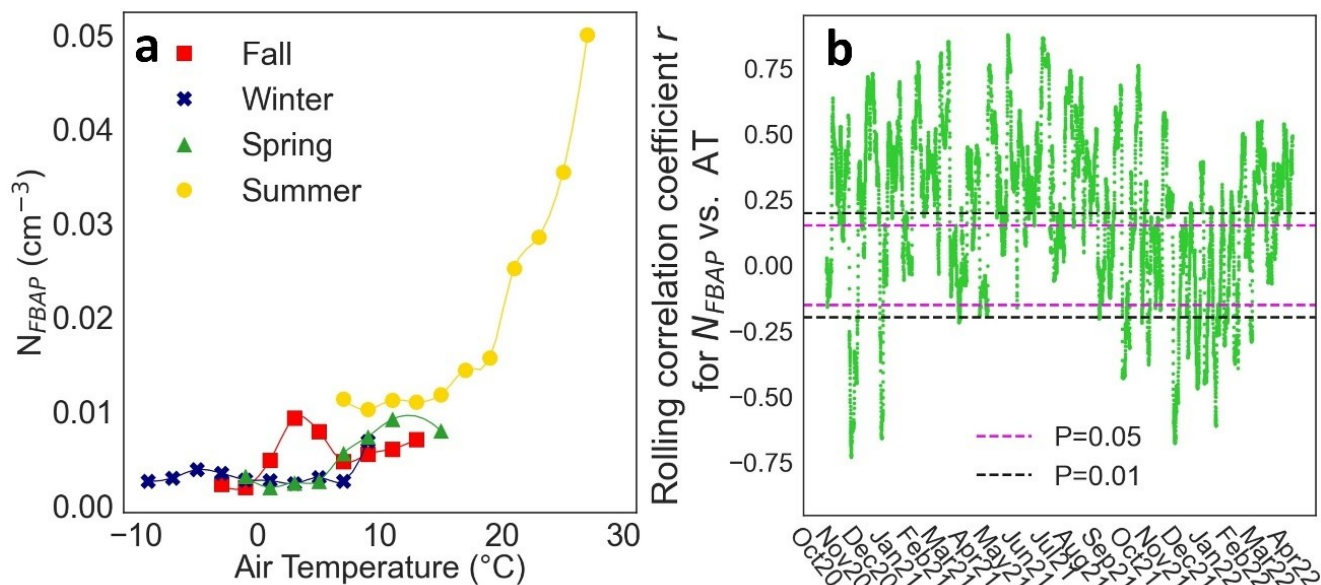 a
Fall
Winter
Spring
Summer
0.05
0.04
0.03
0.02
0.01
0.00
N_FBAP (cm⁻³)
−10
0
10
20
30
Air Temperature (°C)
b
Rolling correlation coefficient r
for N_FBAP vs. AT
0.75
0.50
0.25
0.00
−0.25
−0.50
−0.75
P=0.05
P=0.01
Oct20
Nov20
Dec20
Jan21
Feb21
Mar21
Apr21
May21
Jun21
Aug21
Sep21
Oct21
Nov21
Dec21
Jan22
Feb22
Mar22
Apr22